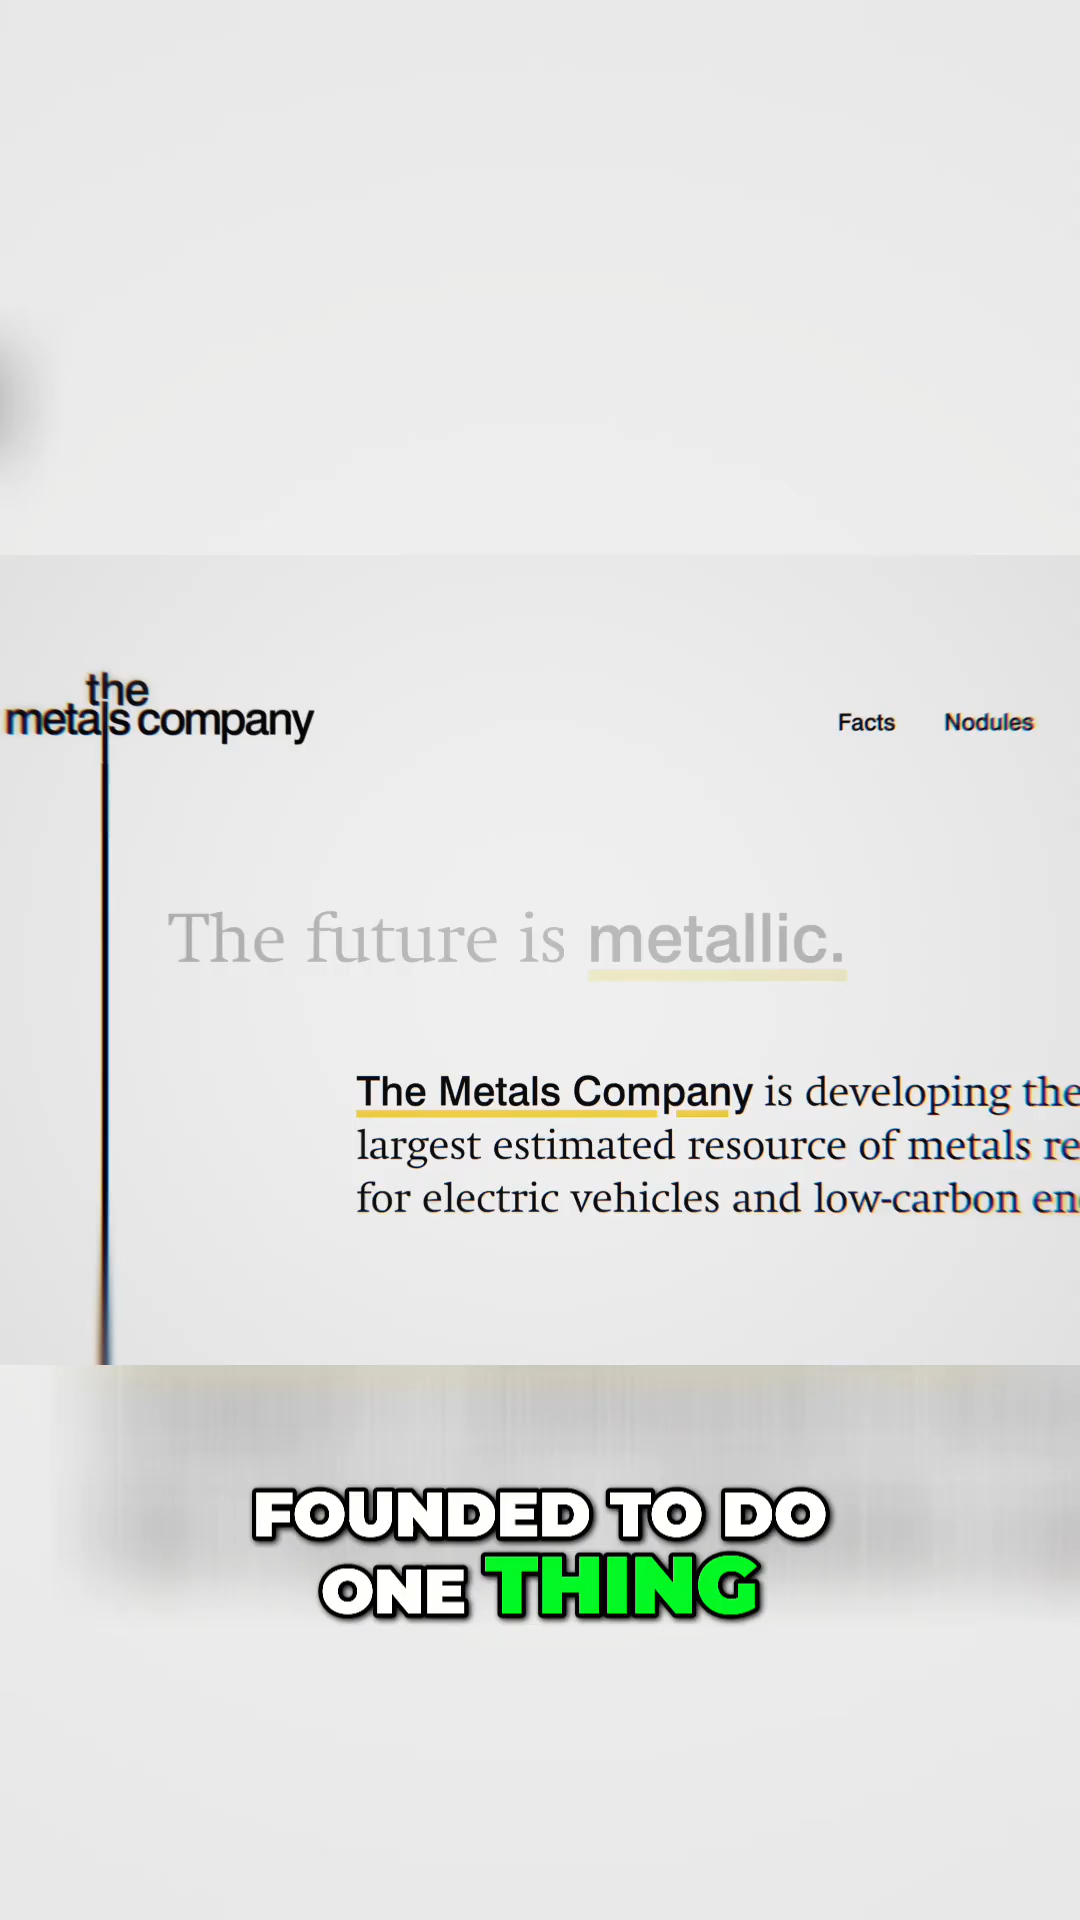 the
metals company
Facts
Nodules
The future is metallic.
The Metals Company is developing the
largest estimated resource of metals
for electric vehicles and low-carbon
FOUNDED TO DO
ONE THING